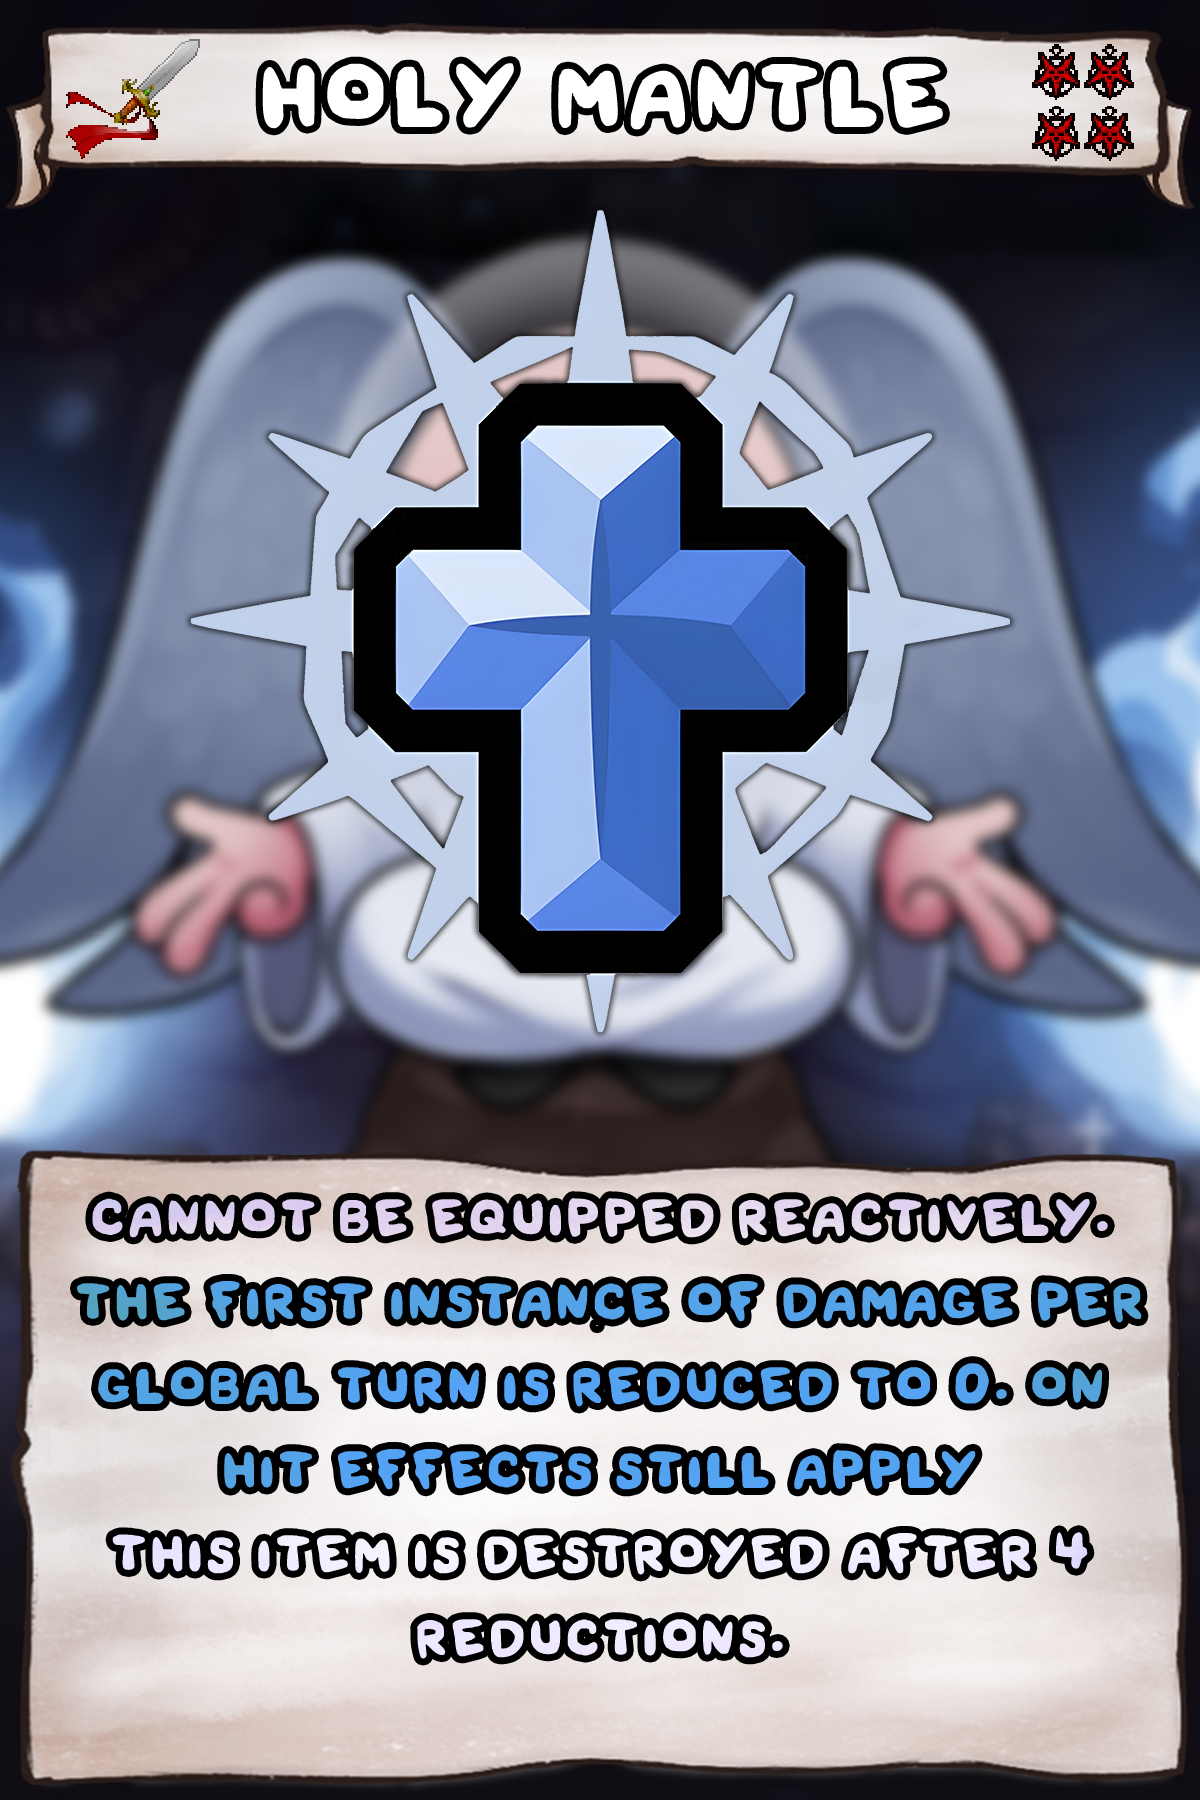 HOLY MANTLE
CANNOT BE EQUIPPED REACTIVELY.
THE FIRST INSTANCE OF DAMAGE PER
GLOBAL TURN IS REDUCED TO 0. ON
HIT EFFECTS STILL APPLY
THIS ITEM IS DESTROYED AFTER 4
REDUCTIONS.